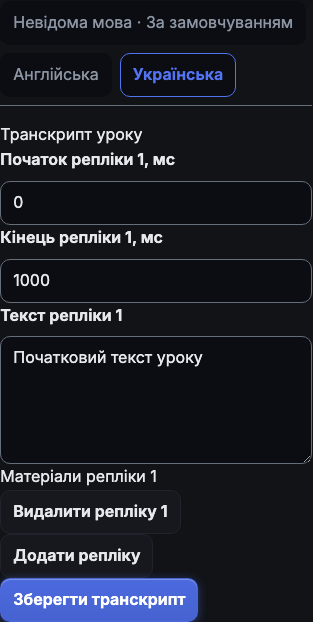 Невідома мова · За замовчуванням
Англійська Українська
Транскрипт уроку
Початок репліки 1, мс
0
Кінець репліки 1, мс
1000
Текст репліки 1
Початковий текст уроку
Матеріали репліки 1
Видалити репліку 1
Додати репліку
Зберегти транскрипт